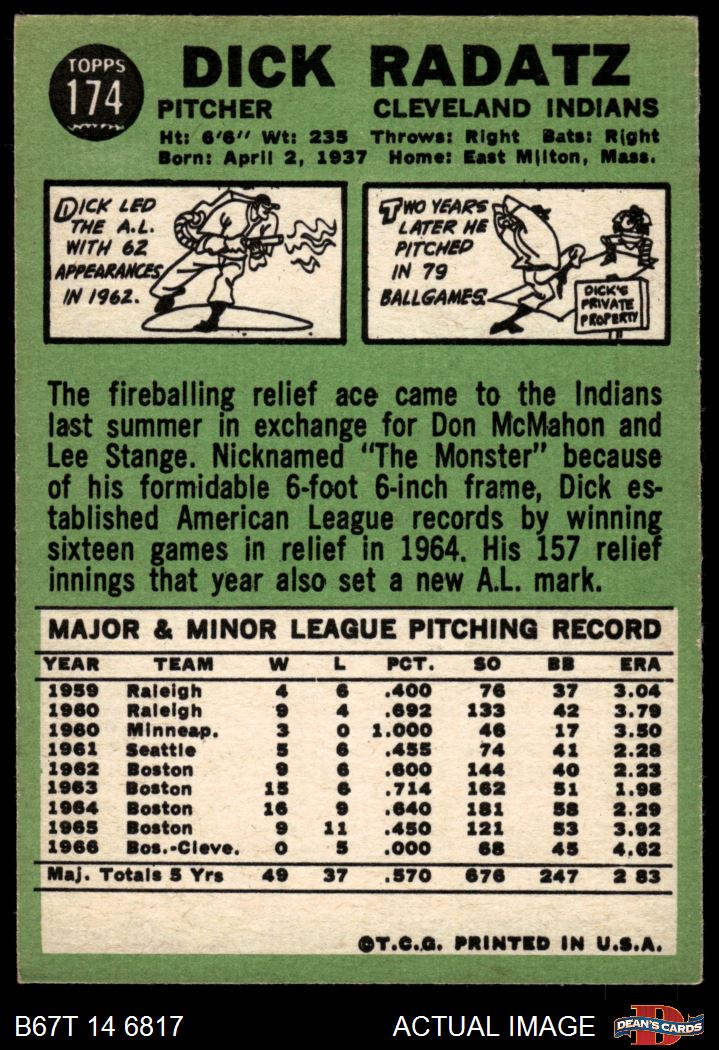 TOPPS
174
DICK RADATZ
PITCHER CLEVELAND INDIANS
Ht: 6'6" Wt: 235 Throws: Right Bats: Right
Born: April 2, 1937 Home: East Milton, Mass.
DICK LED
THE A.L.
WITH 62
APPEARANCES
IN 1962.
TWO YEARS
LATER HE
PITCHED
IN 79
BALLGAMES.
DICK'S
PRIVATE
PROPERTY
The fireballing relief ace came to the Indians
last summer in exchange for Don McMahon and
Lee Stange. Nicknamed "The Monster" because
of his formidable 6-foot 6-inch frame, Dick es-
tablished American League records by winning
sixteen games in relief in 1964. His 157 relief
innings that year also set a new A.L. mark.
MAJOR & MINOR LEAGUE PITCHING RECORD
YEAR TEAM W L PCT. SO BB ERA
1959 Raleigh 4 6 .400 76 37 3.04
1960 Raleigh 9 4 .692 133 42 3.79
1960 Minneap. 3 0 1.000 46 17 3.50
1961 Seattle 5 6 .455 74 41 2.28
1962 Boston 9 6 .600 144 40 2.23
1963 Boston 15 6 .714 162 51 1.98
1964 Boston 16 9 .640 181 58 2.29
1965 Boston 9 11 .450 121 53 3.92
1966 Bos.-Cleve. 0 5 .000 68 45 4.62
Maj. Totals 5 Yrs 49 37 .570 676 247 2 83
©T.C.G. PRINTED IN U.S.A.
B67T 14 6817 ACTUAL IMAGE
D
DEAN'S CARDS